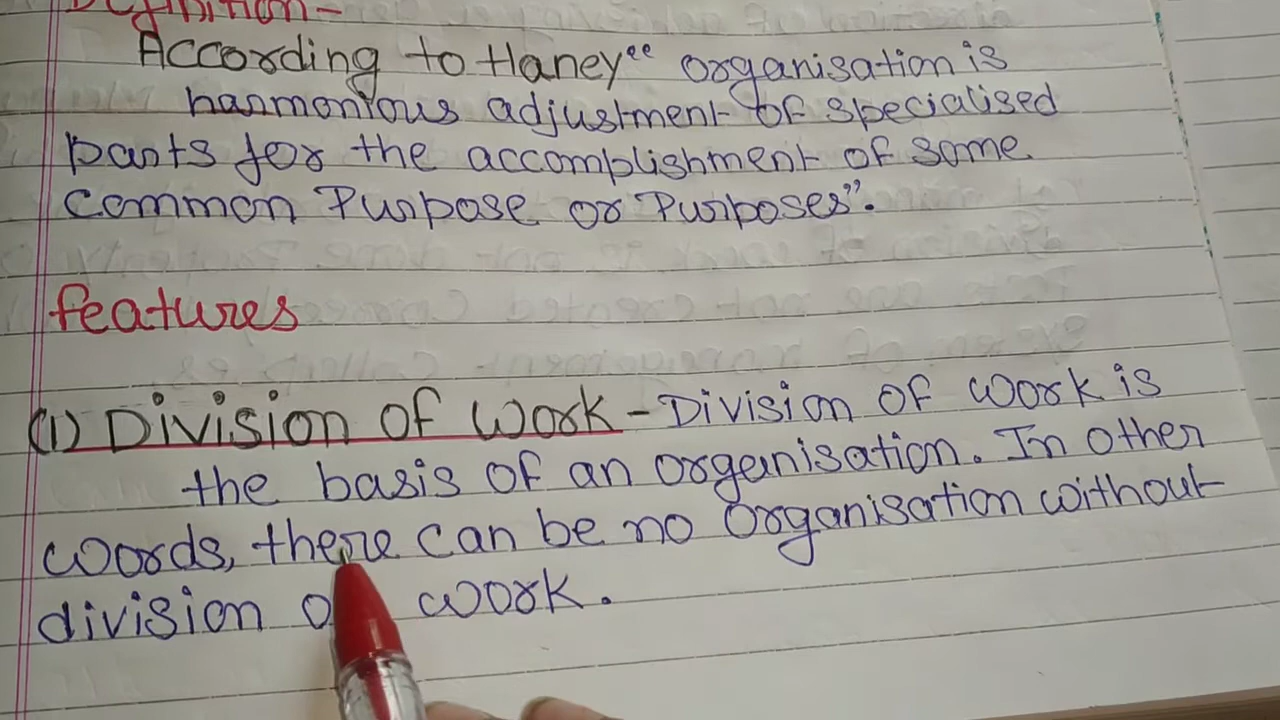 Definition-
According to Haney“ organisation is
harmonious adjustment of specialised
parts for the accomplishment of some
common Purpose or Purposes”.
features
(1) Division of work - Division of work is
the basis of an organisation. In other
words, there can be no organisation without
division of work.